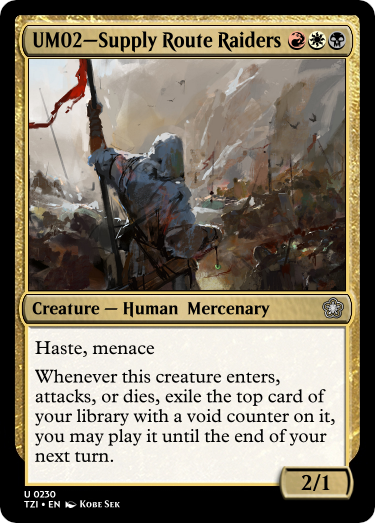 UM02—Supply Route Raiders
Creature — Human Mercenary
Haste, menace
Whenever this creature enters,
attacks, or dies, exile the top card of
your library with a void counter on it,
you may play it until the end of your
next turn.
2/1
U 0230
TZI • EN Kobe Sek